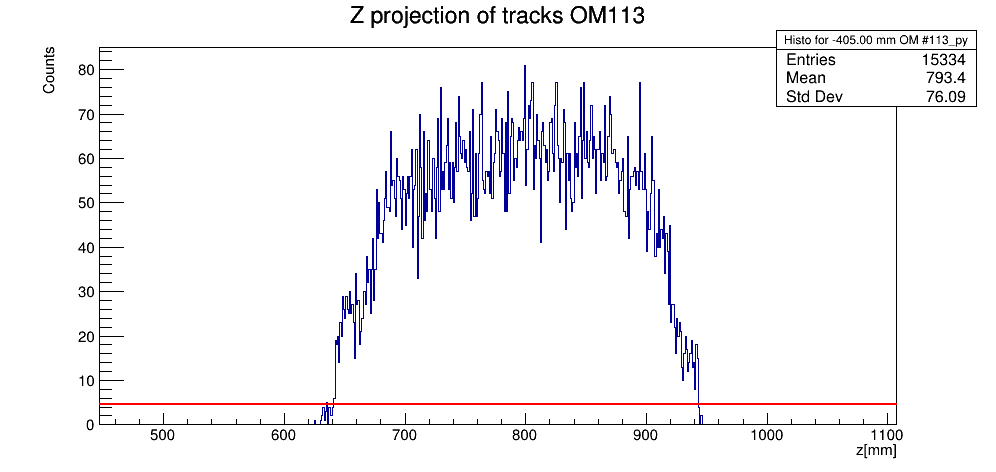 Z projection of tracks OM113
Histo for -405.00 mm OM #113_py
Entries 15334
Mean 793.4
Std Dev 76.09
Counts
80
70
60
50
40
30
20
10
0
500 600 700 800 900 1000 1100
z[mm]